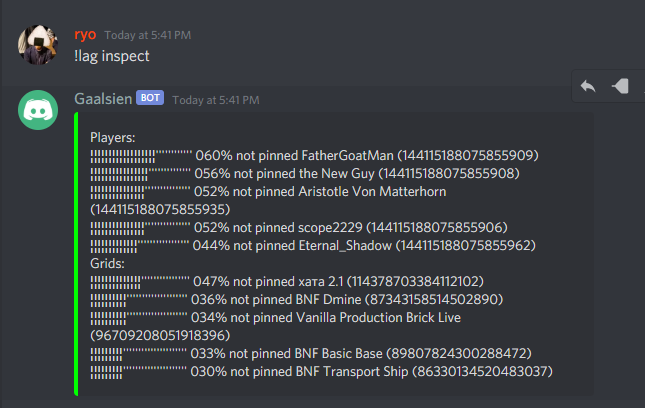 ryo Today at 5:41 PM
!lag inspect
Gaalsien BOT Today at 5:41 PM
Players:
060% not pinned FatherGoatMan (144115188075855909)
056% not pinned the New Guy (144115188075855908)
052% not pinned Aristotle Von Matterhorn
(144115188075855935)
052% not pinned scope2229 (144115188075855906)
044% not pinned Eternal_Shadow (144115188075855962)
Grids:
047% not pinned хата 2.1 (114378703384112102)
036% not pinned BNF Dmine (87343158514502890)
034% not pinned Vanilla Production Brick Live
(96709208051918396)
033% not pinned BNF Basic Base (89807824300288472)
030% not pinned BNF Transport Ship (86330134520483037)